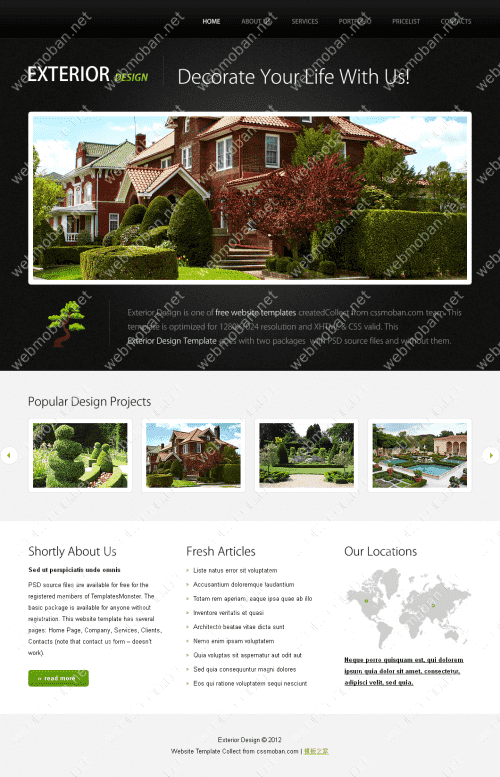 HOME ABOUT US SERVICES PORTFOLIO PRICELIST CONTACTS
EXTERIOR DESIGN
Decorate Your Life With Us!
Exterior Design is one of free website templates createdCollect from cssmoban.com team. This
template is optimized for 1280X1024 resolution and XHTML & CSS valid. This
Exterior Design Template goes with two packages with PSD source files and without them.
Popular Design Projects
Shortly About Us
Sed ut perspiciatis unde omnis
PSD source files are available for free for the
registered members of TemplatesMonster. The
basic package is available for anyone without
registration. This website template has several
pages: Home Page, Company, Services, Clients,
Contacts (note that contact us form – doesn't
work).
» read more
Fresh Articles
Liste natus error sit voluptatem
Accusantium doloremque laudantium
Totam rem aperiam, eaque ipsa quae ab illo
Inventore veritatis et quasi
Architecto beatae vitae dicta sunt
Nemo enim ipsam voluptatem
Quia voluptas sit aspernatur aut odit aut
Sed quia consequuntur magni dolores
Eos qui ratione voluptatem sequi nesciunt
Our Locations
Neque porro quisquam est, qui dolorem
ipsum quia dolor sit amet, consectetur,
adipisci velit, sed quia.
Exterior Design © 2012
Website Template Collect from cssmoban.com | 模板之家
webmoban.net